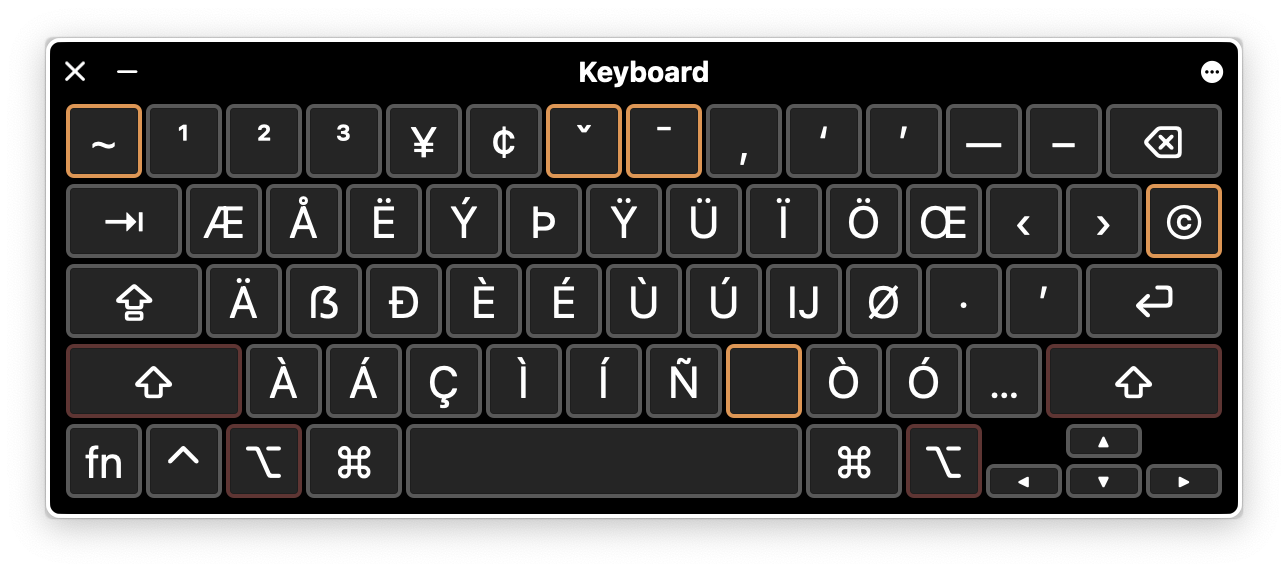 Keyboard
~ ¹ ² ³ ¥ ¢ ˇ ¯ , ‘ ’ — –
Æ Å Ë Ý Þ Ÿ Ü Ï Ö Œ ‹ › ©
Ä ẞ Đ È É Ù Ú IJ Ø · ′
À Á Ç Ì Í Ñ Ò Ó …
fn ^ ⌥ ⌘ ⌘ ⌥